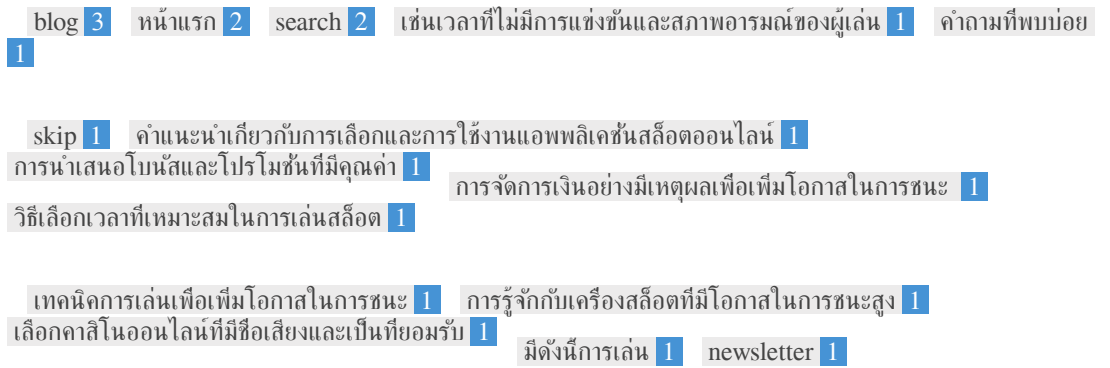 blog 3 หน้าแรก 2 search 2 เช่นเวลาที่ไม่มีการแข่งขันและสภาพอารมณ์ของผู้เล่น 1 คำถามที่พบบ่อย
1
skip 1 คำแนะนำเกี่ยวกับการเลือกและการใช้งานแอพพลิเคชั่นสล็อตออนไลน์ 1
การนำเสนอโบนัสและโปรโมชั่นที่มีคุณค่า 1
การจัดการเงินอย่างมีเหตุผลเพื่อเพิ่มโอกาสในการชนะ 1
วิธีเลือกเวลาที่เหมาะสมในการเล่นสล็อต 1
เทคนิคการเล่นเพื่อเพิ่มโอกาสในการชนะ 1 การรู้จักกับเครื่องสล็อตที่มีโอกาสในการชนะสูง 1
เลือกคาสิโนออนไลน์ที่มีชื่อเสียงและเป็นที่ยอมรับ 1
มีดังนี้การเล่น 1 newsletter 1